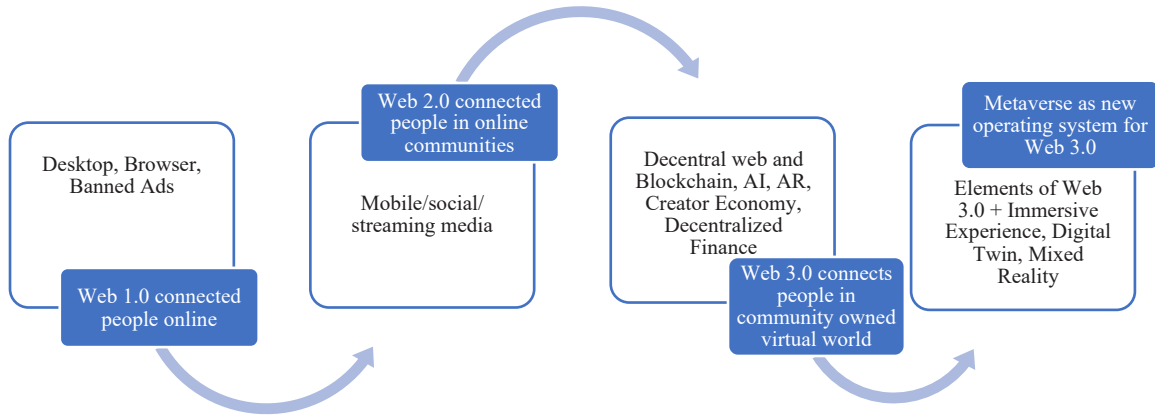 Desktop, Browser,
Banned Ads
Web 1.0 connected
people online
Web 2.0 connected
people in online
communities
Mobile/social/
streaming media
Decentral web and
Blockchain, AI, AR,
Creator Economy,
Decentralized
Finance
Web 3.0 connects
people in
community owned
virtual world
Metaverse as new
operating system for
Web 3.0
Elements of Web
3.0 + Immersive
Experience, Digital
Twin, Mixed
Reality